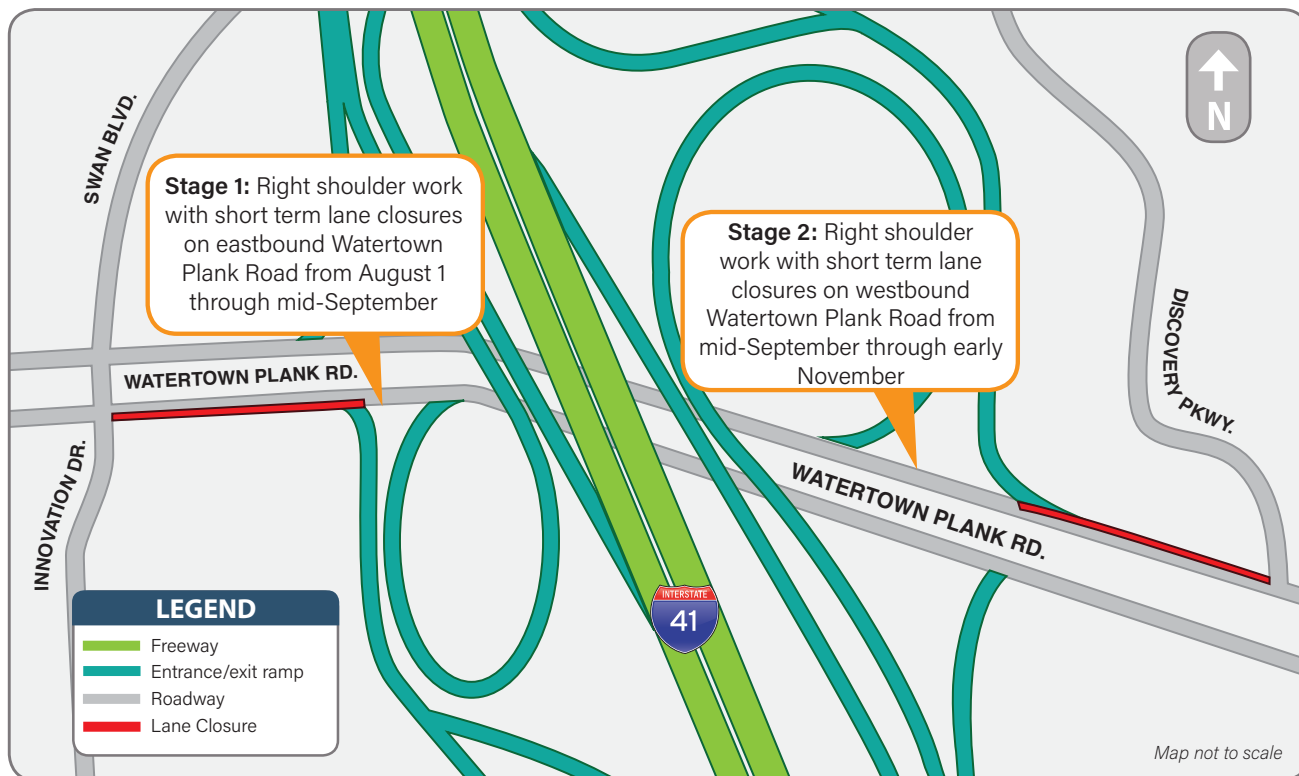 SWAN BLVD.
N
Stage 1: Right shoulder work
with short term lane closures
on eastbound Watertown
Plank Road from August 1
through mid-September
Stage 2: Right shoulder
work with short term lane
closures on westbound
Watertown Plank Road from
mid-September through early
November
DISCOVERY PKWY.
WATERTOWN PLANK RD.
WATERTOWN PLANK RD.
INNOVATION DR.
INTERSTATE
41
LEGEND
Freeway
Entrance/exit ramp
Roadway
Lane Closure
Map not to scale